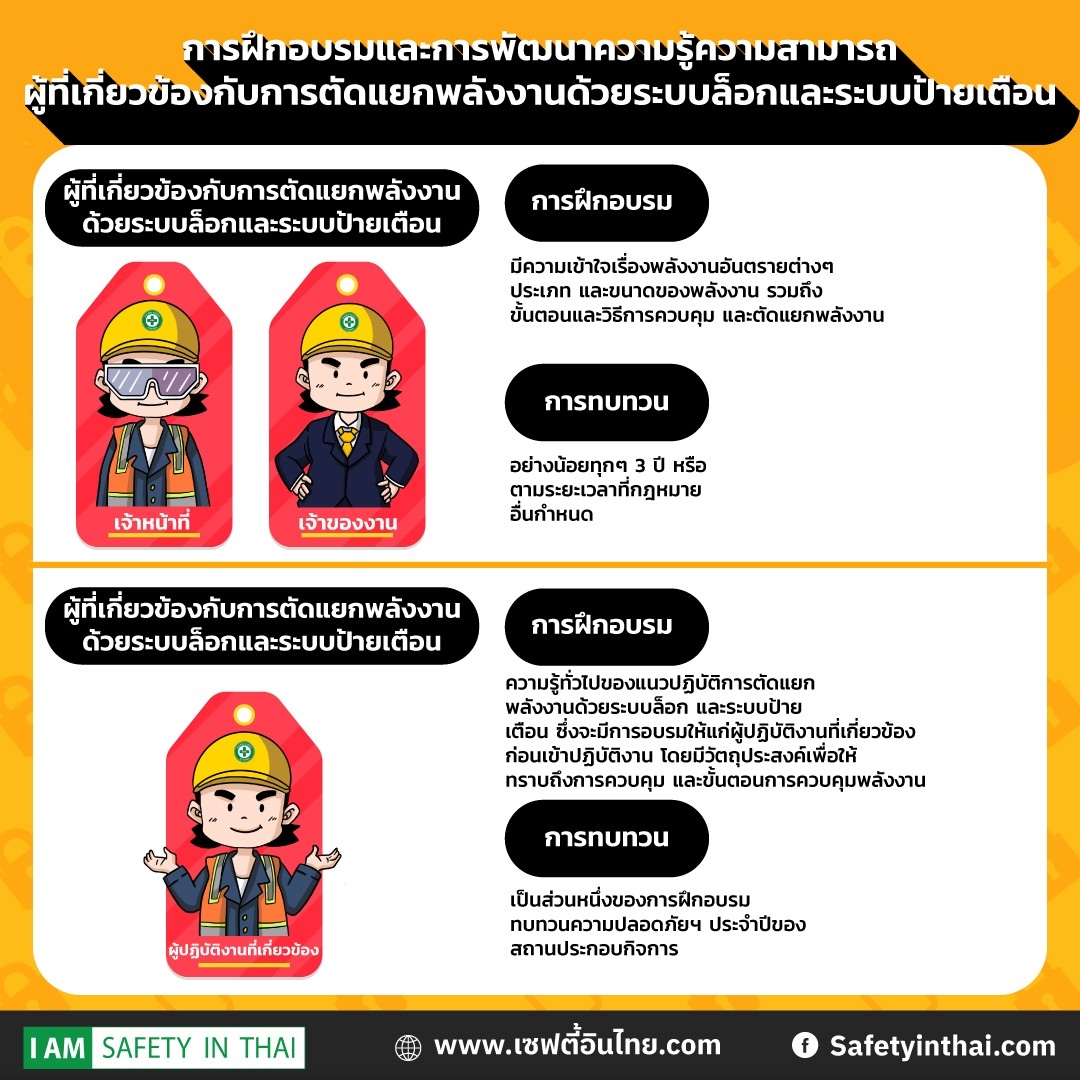 การฝึกอบรมและการพัฒนาความรู้ความสามารถ
ผู้ที่เกี่ยวข้องกับการตัดแยกพลังงานด้วยระบบล็อกและระบบป้ายเตือน
ผู้ที่เกี่ยวข้องกับการตัดแยกพลังงาน
ด้วยระบบล็อกและระบบป้ายเตือน
เจ้าหน้าที่
เจ้าของงาน
การฝึกอบรม
มีความเข้าใจเรื่องพลังงานอันตรายต่างๆ
ประเภท และขนาดของพลังงาน รวมถึง
ขั้นตอนและวิธีการควบคุม และตัดแยกพลังงาน
การทบทวน
อย่างน้อยทุกๆ 3 ปี หรือ
ตามระยะเวลาที่กฎหมาย
อื่นกำหนด
ผู้ที่เกี่ยวข้องกับการตัดแยกพลังงาน
ด้วยระบบล็อกและระบบป้ายเตือน
ผู้ปฏิบัติงานที่เกี่ยวข้อง
การฝึกอบรม
ความรู้ทั่วไปของแนวปฏิบัติการตัดแยก
พลังงานด้วยระบบล็อก และระบบป้าย
เตือน ซึ่งจะมีการอบรมให้แก่ผู้ปฏิบัติงานที่เกี่ยวข้อง
ก่อนเข้าปฏิบัติงาน โดยมีวัตถุประสงค์เพื่อให้
ทราบถึงการควบคุม และขั้นตอนการควบคุมพลังงาน
การทบทวน
เป็นส่วนหนึ่งของการฝึกอบรม
ทบทวนความปลอดภัยฯ ประจำปีของ
สถานประกอบกิจการ
I AM SAFETY IN THAI
www.เซฟตี้อินไทย.com
Safetyinthai.com